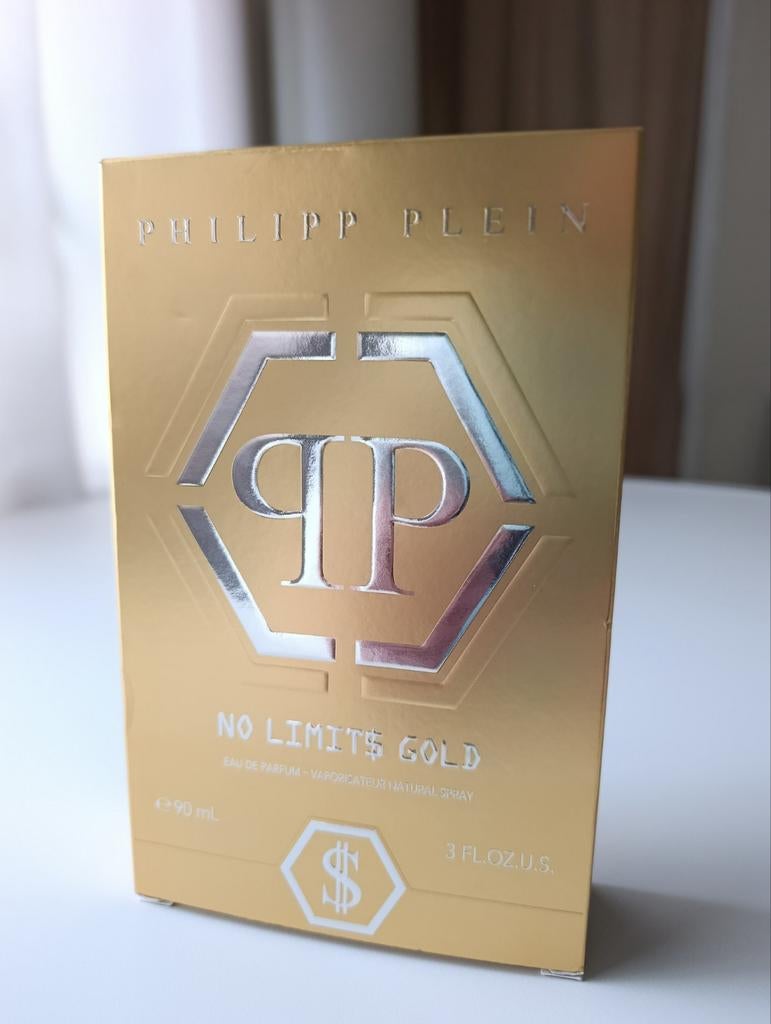 PHILIPP PLEIN
PP
NO LIMIT$ GOLD
EAU DE PARFUM - VAPORISATEUR NATURAL SPRAY
℮ 90 mL
3 FL.OZ.U.S.
$